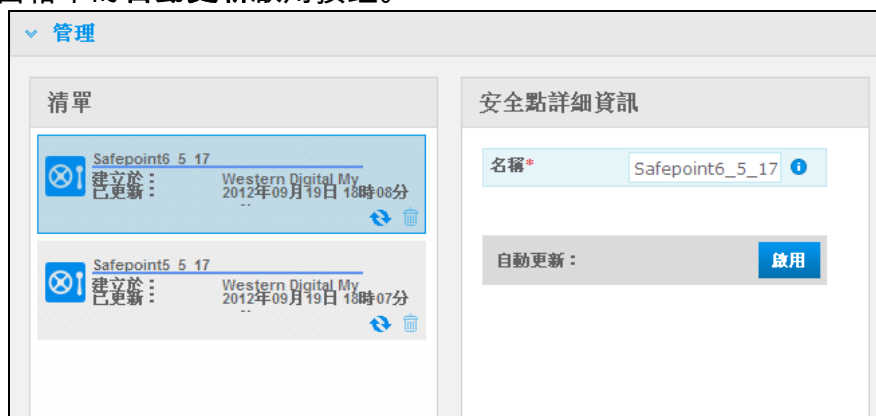 管理
清單
Safepoint6_5_17
建立於： Western Digital My
已更新： 2012年09月19日 18時08分
--
Safepoint5_5_17
建立於： Western Digital My
已更新： 2012年09月19日 18時07分
--
安全點詳細資訊
名稱* Safepoint6_5_17
自動更新： 啟用